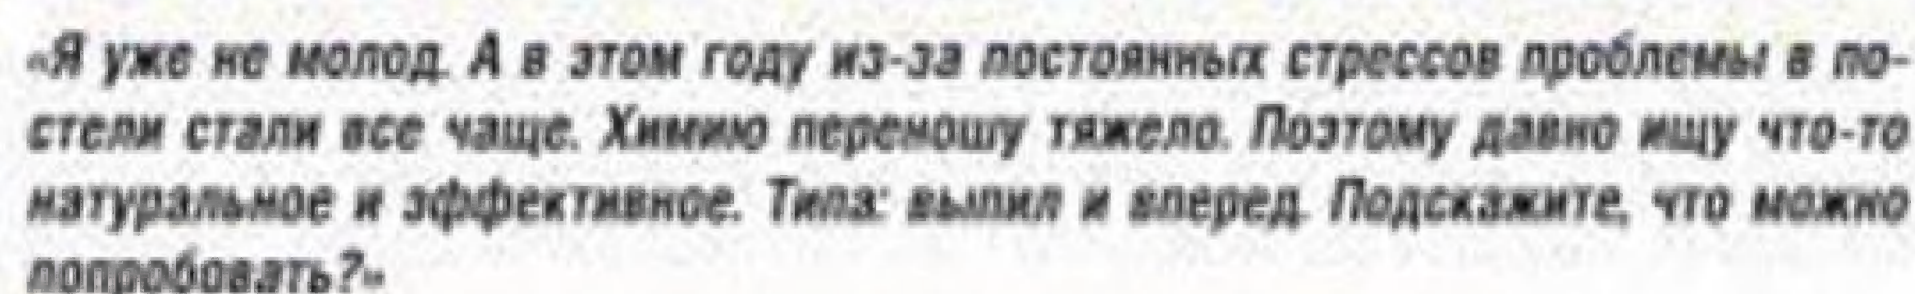 «Я уже не молод. А в этом году из-за постоянных стрессов проблемы в по-
стели стали все чаще. Химию переношу тяжело. Поэтому давно ищу что-то
натуральное и эффективное. Типа: выпил и вперед. Подскажите, что можно
попробовать?»